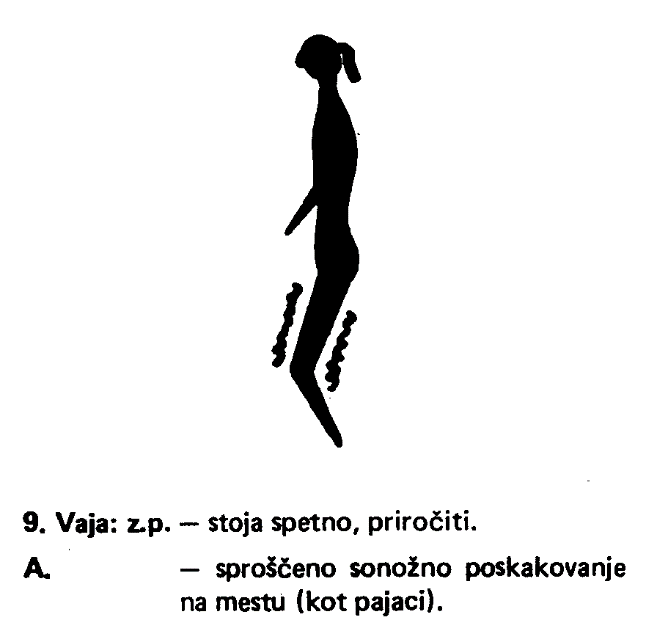 9. Vaja: z.p. — stoja spetno, priročiti.
A. — sproščeno sonožno poskakovanje
na mestu (kot pajaci).